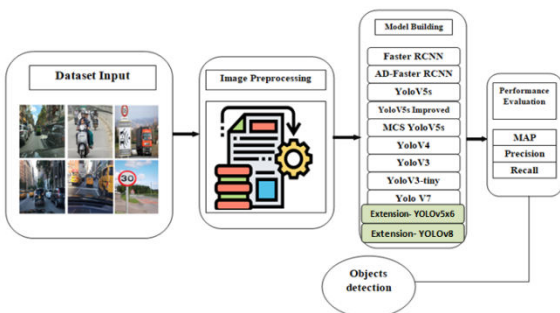 Dataset Input
30
Image Preprocessing
Model Building
Faster RCNN
AD-Faster RCNN
YoloV5s
YoloV5s Improved
MCS YoloV5s
YoloV4
YoloV3
YoloV3-tiny
Yolo V7
Extension- YOLOv5x6
Extension- YOLOv8
Performance
Evaluation
MAP
Precision
Recall
Objects
detection